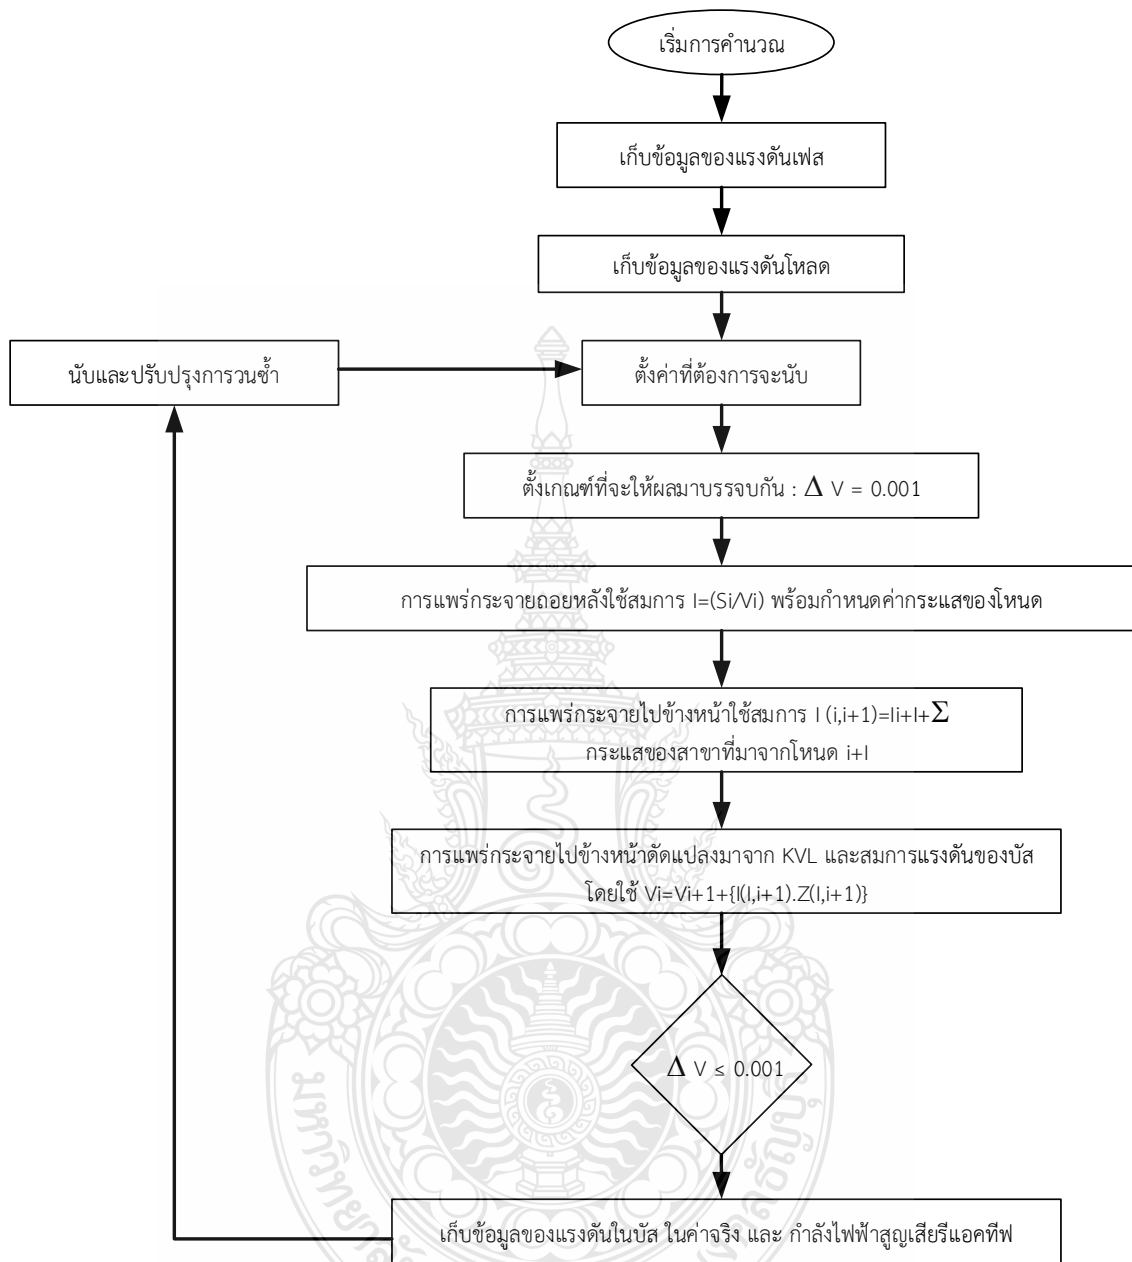 เริ่มการคำนวณ
เก็บข้อมูลของแรงดันเฟส
เก็บข้อมูลของแรงดันโหลด
นับและปรับปรุงการวนซ้ำ
ตั้งค่าที่ต้องการจะนับ
ตั้งเกณฑ์ที่จะให้ผลมาบรรจบกัน : Δ V = 0.001
การแพร่กระจายถอยหลังใช้สมการ I=(Si/Vi) พร้อมกำหนดค่ากระแสของโหนด
การแพร่กระจายไปข้างหน้าใช้สมการ I (i,i+1)=Ii+I+Σ
กระแสของสาขาที่มาจากโหนด i+I
การแพร่กระจายไปข้างหน้าดัดแปลงมาจาก KVL และสมการแรงดันของบัส
โดยใช้ Vi=Vi+1+{I(I,i+1).Z(I,i+1)}
Δ V ≤ 0.001
เก็บข้อมูลของแรงดันในบัส ในค่าจริง และ กำลังไฟฟ้าสูญเสียรีแอคทีฟ